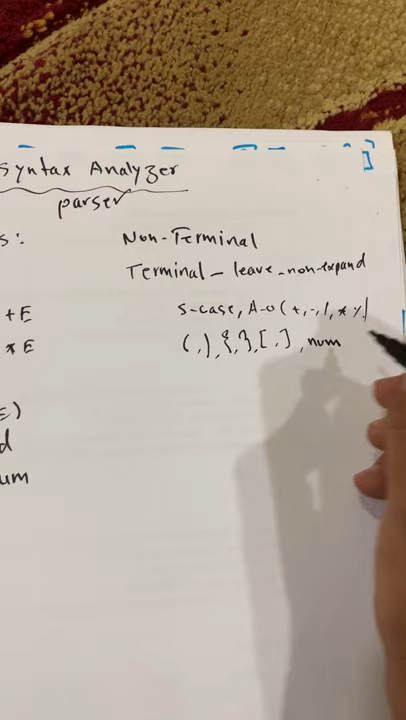 syntax Analyzer
parser
s:
Non-Terminal
Terminal - leave-non-expand
+E
s-case, A-o(+,-,/,* %)
* E
(,),{,},[,], num
E)
d
um